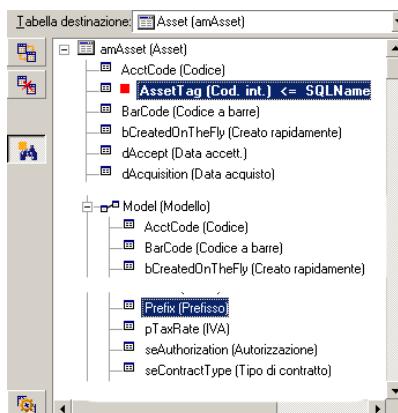 Tabella destinazione: Asset (amAsset)
amAsset (Asset)
AcctCode (Codice)
AssetTag (Cod. int.) <= SQLName
BarCode (Codice a barre)
bCreatedOnTheFly (Creato rapidamente)
dAccept (Data accett.)
dAcquisition (Data acquisto)
Model (Modello)
AcctCode (Codice)
BarCode (Codice a barre)
bCreatedOnTheFly (Creato rapidamente)
Prefix (Prefisso)
pTaxRate (IVA)
seAuthorization (Autorizzazione)
seContractType (Tipo di contratto)